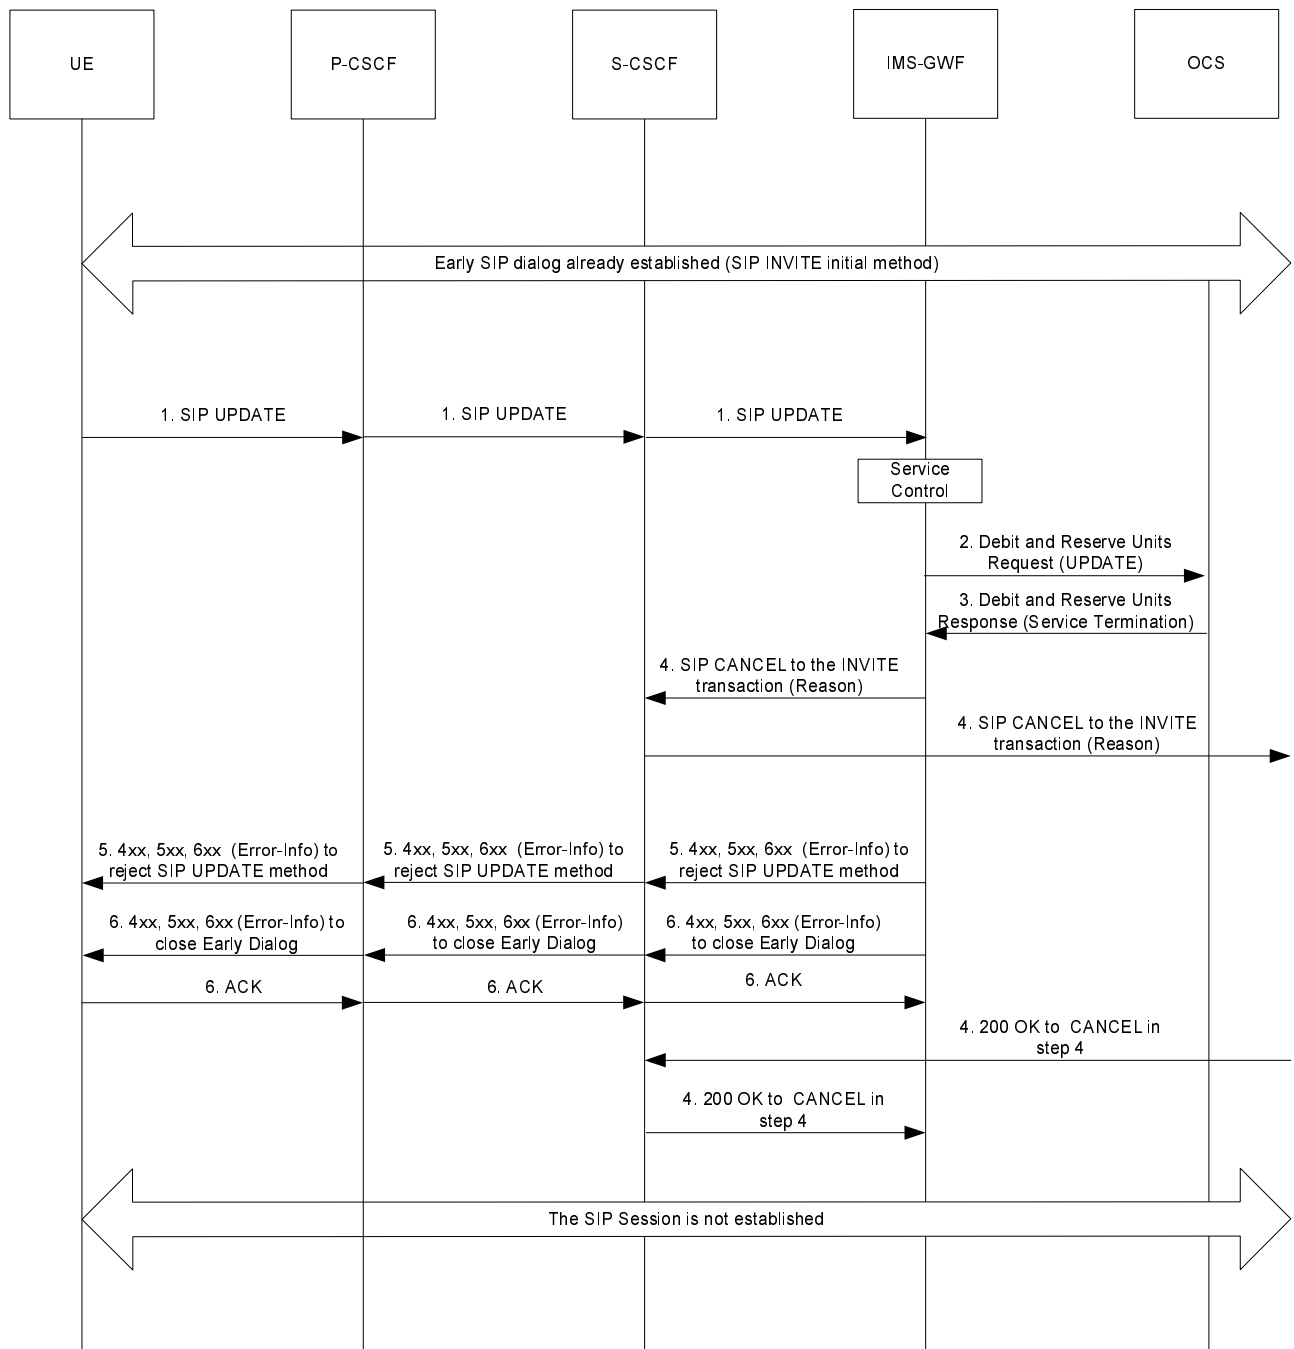 UE
P-CSCF
S-CSCF
IMS-GWF
OCS
Early SIP dialog already established (SIP INVITE initial method)
1. SIP UPDATE
1. SIP UPDATE
1. SIP UPDATE
Service
Control
2. Debit and Reserve Units
Request (UPDATE)
3. Debit and Reserve Units
Response (Service Termination)
4. SIP CANCEL to the INVITE
transaction (Reason)
4. SIP CANCEL to the INVITE
transaction (Reason)
5. 4xx, 5xx, 6xx (Error-Info) to
reject SIP UPDATE method
5. 4xx, 5xx, 6xx (Error-Info) to
reject SIP UPDATE method
5. 4xx, 5xx, 6xx (Error-Info) to
reject SIP UPDATE method
6. 4xx, 5xx, 6xx (Error-Info) to
close Early Dialog
6. 4xx, 5xx, 6xx (Error-Info)
to close Early Dialog
6. 4xx, 5xx, 6xx (Error-Info)
to close Early Dialog
6. ACK
6. ACK
6. ACK
4. 200 OK to CANCEL in
step 4
4. 200 OK to CANCEL in
step 4
The SIP Session is not established